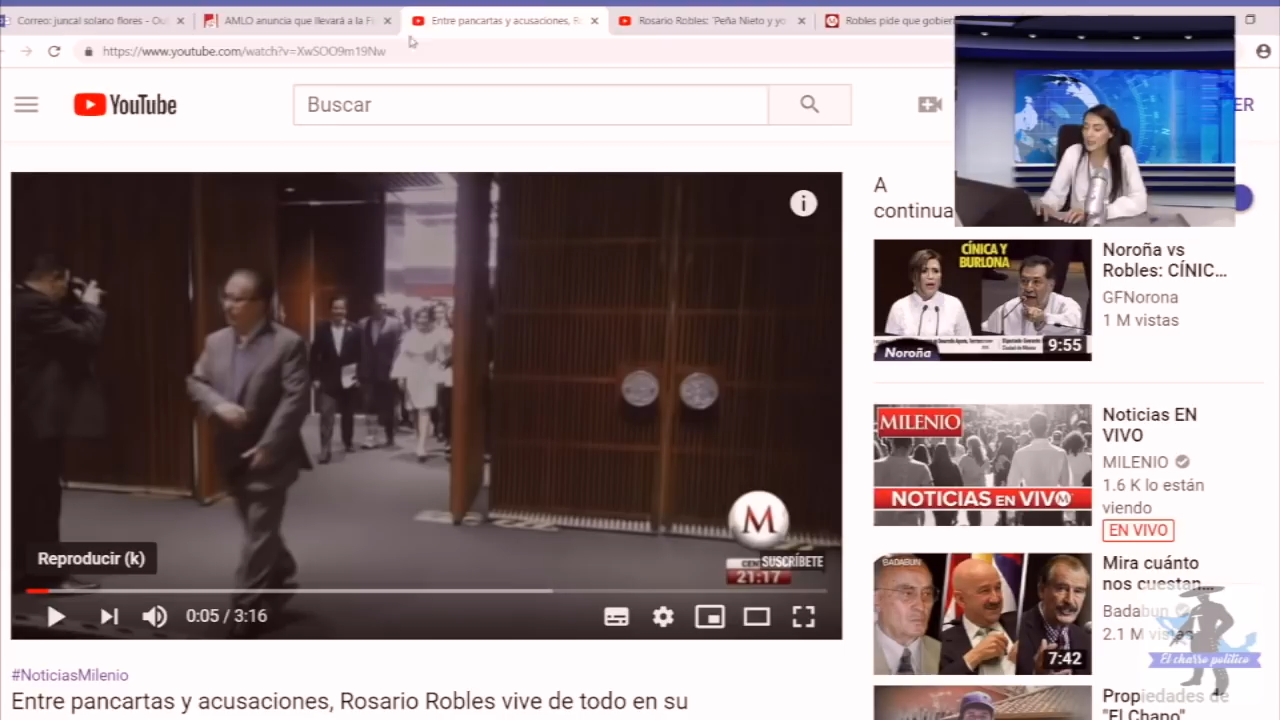 Correo: juncal solano flores - Ou
AMLO anuncia que llevará a la F
Entre pancartas y acusaciones, R
Rosario Robles: "Peña Nieto y yo
Robles pide que gobier
https://www.youtube.com/watch?v=XwSOO9m19Nw
YouTube
Buscar
ER
A
continua
i
CÍNICA Y
BURLONA
Noroña
9:55
Noroña vs
Robles: CÍNIC...
GFNorona
1 M vistas
MILENIO
NOTICIAS EN VIVO
Noticias EN
VIVO
MILENIO
1.6 K lo están
viendo
EN VIVO
M
SUSCRÍBETE
21:17
Reproducir (k)
0:05 / 3:16
BADABUN
7:42
Mira cuánto
nos cuestan...
Badabun
2.1 M vistas
El charro político
Propiedades de
"El Chapo"
#NoticiasMilenio
Entre pancartas y acusaciones, Rosario Robles vive de todo en su